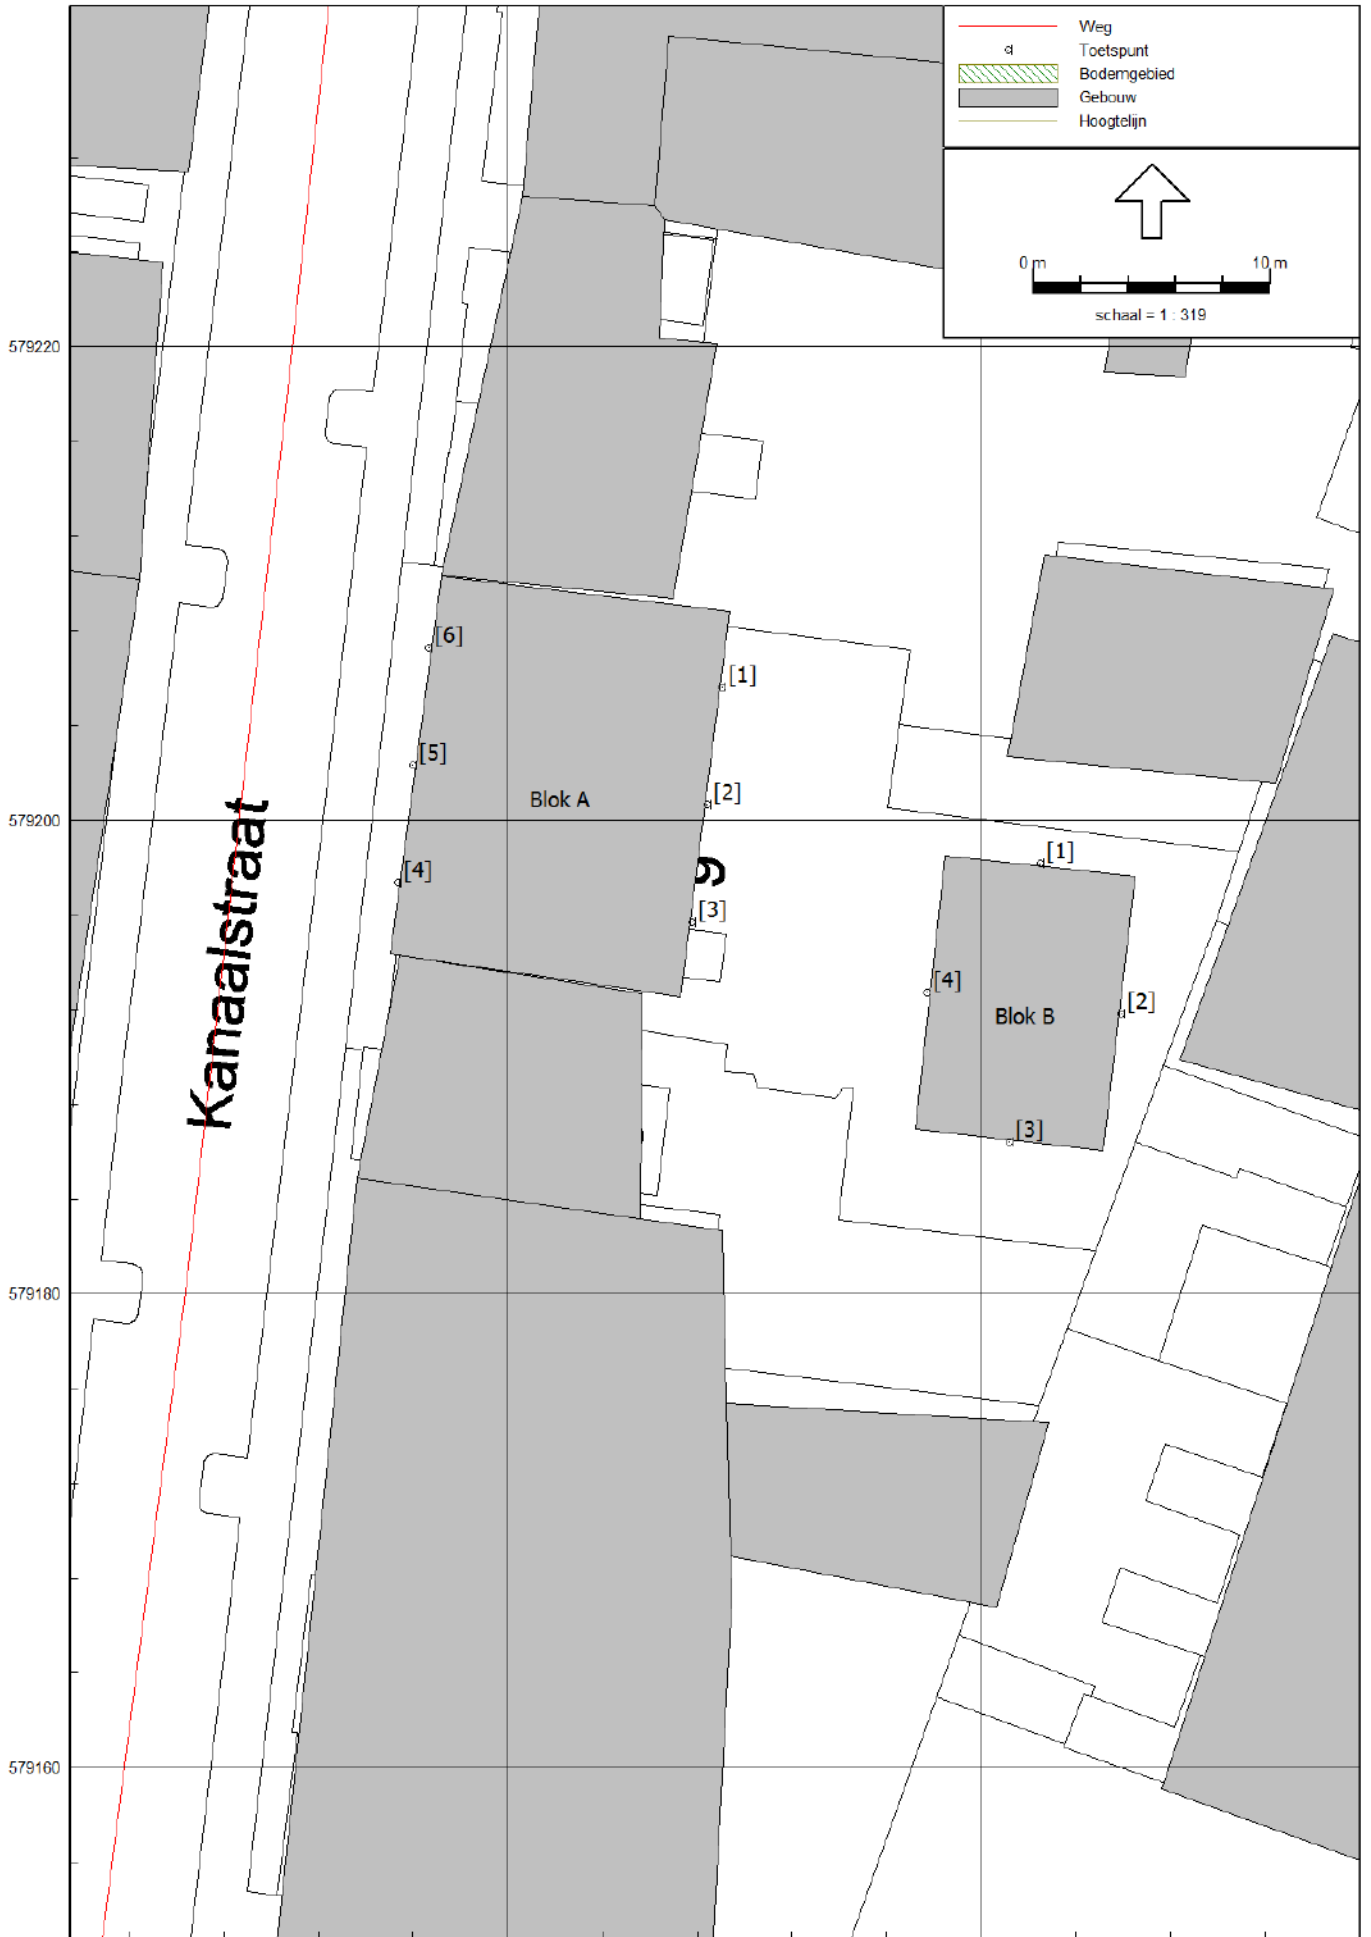 Weg
Toetspunt
Bodemgebied
Gebouw
Hoogtelijn
0 m 10 m
schaal = 1 : 319
579220
[6]
[1]
[5]
[2]
Blok A
579200
[4]
[1]
[3]
Kanaalstraat
g
[4]
[2]
Blok B
[3]
579180
579160